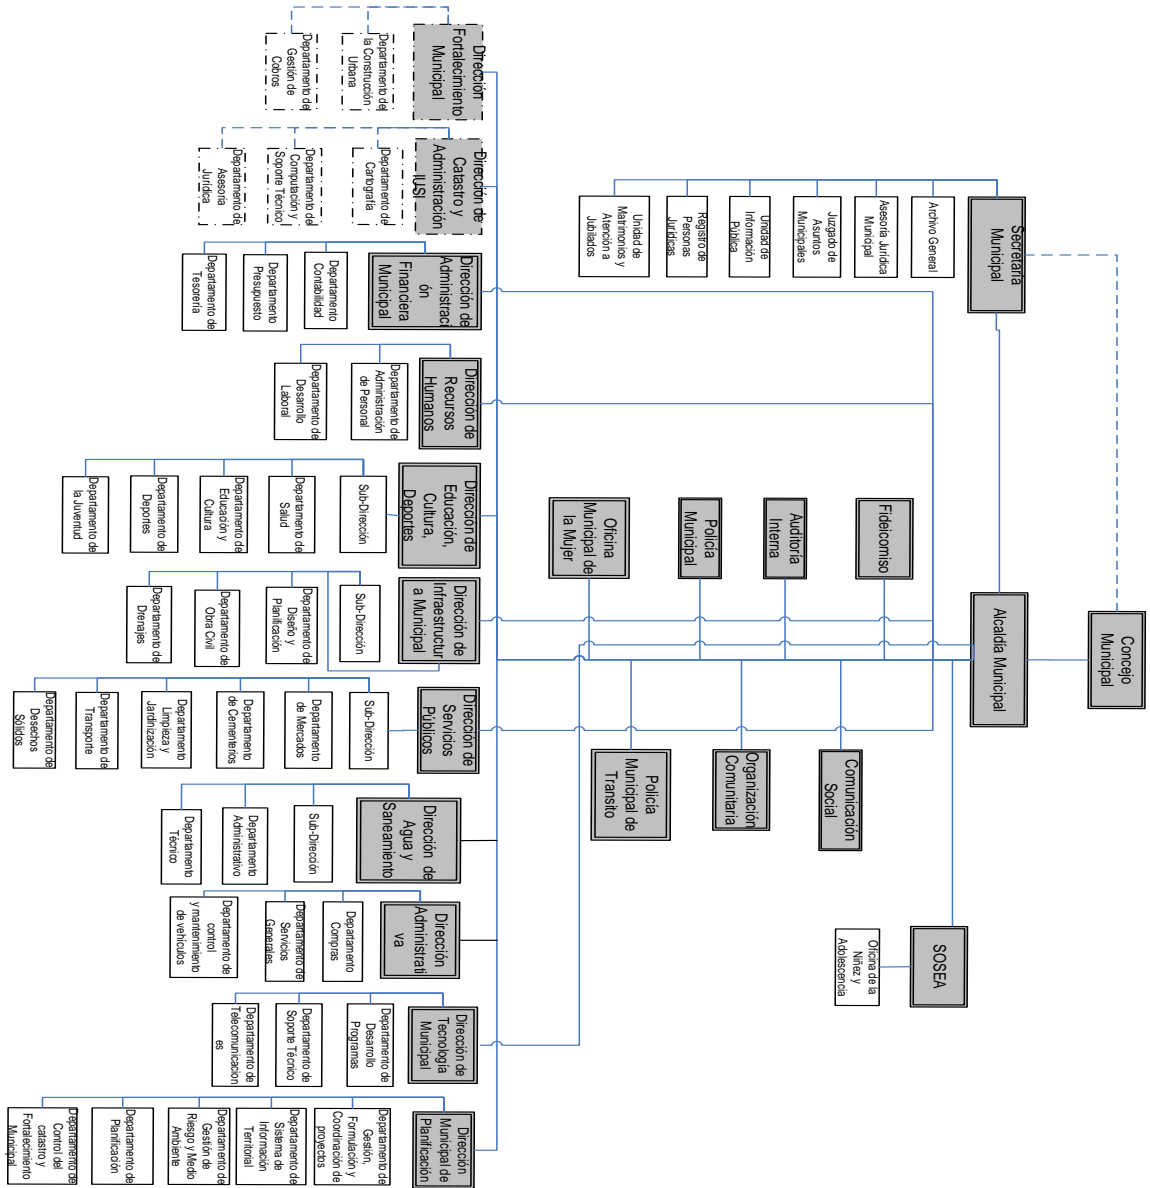 Concejo
Municipal
Alcaldía Municipal
Secretaría
Municipal
Archivo General
Asesoría Jurídica
Municipal
Juzgado de
Asuntos
Municipales
Unidad de
Información
Pública
Registro de
Personas
Jurídicas
Unidad de
Matrimonios y
Atención a
Jubilados
SOSEA
Oficina de la
Niñez y
Adolescencia
Fideicomiso
Comunicación
Social
Auditoría
Interna
Organización
Comunitaria
Policía
Municipal
Policía
Municipal de
Transito
Oficina
Municipal de
la Mujer
Dirección
Fortalecimiento
Municipal
Departamento de
la Construcción
Urbana
Departamento de
Gestión de
Cobros
Dirección de
Catastro y
Administración
IUSI
Departamento de
Cartografía
Departamento de
Computación y
Soporte Técnico
Departamento de
Asesoría
Jurídica
Dirección de
Administraci
ón
Financiera
Municipal
Departamento
Contabilidad
Departamento
Presupuesto
Departamento de
Tesorería
Dirección de
Recursos
Humanos
Departamento de
Administración
de Personal
Departamento de
Desarrollo
Laboral
Dirección de
Educación,
Cultura,
Deportes
Sub-Dirección
Departamento de
Salud
Departamento de
Educación y
Cultura
Departamento de
Deportes
Departamento de
la Juventud
Dirección de
Infraestructur
a Municipal
Sub-Dirección
Departamento de
Diseño y
Planificación
Departamento de
Obra Civil
Departamento de
Drenajes
Dirección de
Servicios
Públicos
Sub-Dirección
Departamento
de Mercados
Departamento
de Cementerios
Departamento
Limpieza y
Jardinización
Departamento de
Transporte
Departamento de
Desechos
Sólidos
Dirección de
Agua y
Saneamiento
Sub-Dirección
Departamento
Administrativo
Departamento
Técnico
Dirección
Administrati
va
Departamento
Compras
Departamento de
Servicios
Generales
Departamento de
control
y mantenimiento
de vehículos
Dirección de
Tecnología
Municipal
Departamento de
Desarrollo
Programas
Departamento de
Soporte Técnico
Departamento de
Telecomunicacion
es
Dirección
Municipal de
Planificación
Departamento de
Gestión,
Formulación y
Coordinación de
proyectos
Departamento de
Sistema de
Información
Territorial
Departamento de
Gestión de
Riesgo y Medio
Ambiente
Departamento de
Planificación
Departamento de
Control del
catastro y
Fortalecimiento
Municipal